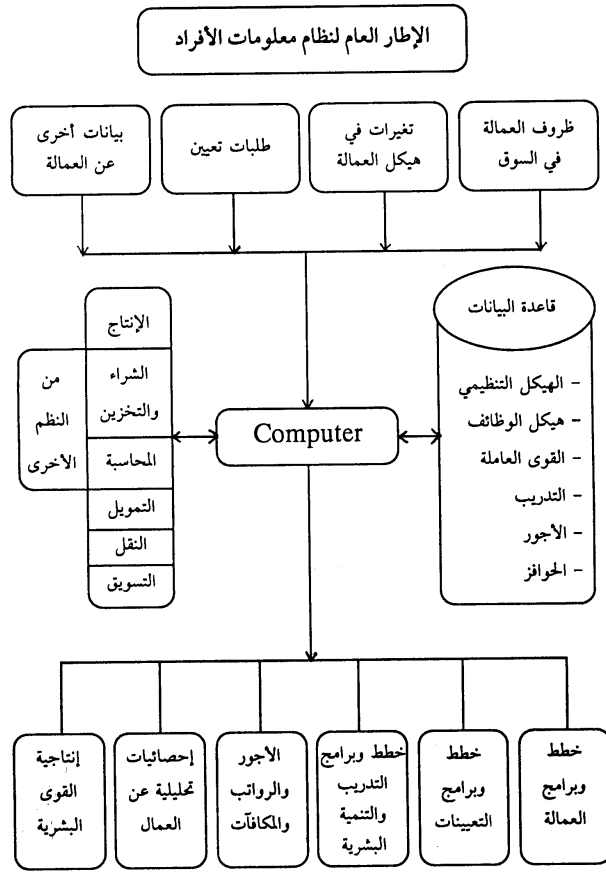 الإطار العام لنظام معلومات الأفراد
ظروف العمالة
في السوق
تغيرات في
هيكل العمالة
طلبات تعيين
بيانات أخرى
عن العمالة
قاعدة البيانات
– الهيكل التنظيمي
– هيكل الوظائف
– القوى العاملة
– التدريب
– الأجور
– الحوافز
Computer
الإنتاج
الشراء
والتخزين
المحاسبة
التمويل
النقل
التسويق
من
النظم
الأخرى
خطط
وبرامج
العمالة
خطط
وبرامج
التعيينات
خطط وبرامج
التدريب
والتنمية
البشرية
الأجور
والرواتب
والمكافآت
إحصائيات
تحليلية عن
العمال
إنتاجية
القوى
البشرية